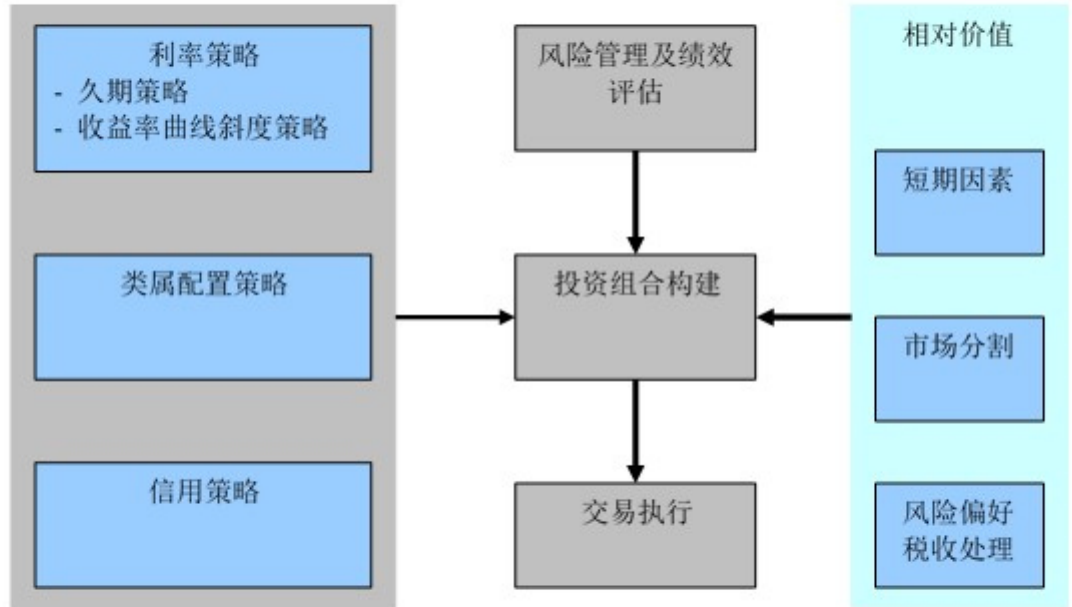 利率策略
- 久期策略
- 收益率曲线斜度策略
类属配置策略
信用策略
风险管理及绩效
评估
投资组合构建
交易执行
相对价值
短期因素
市场分割
风险偏好
税收处理